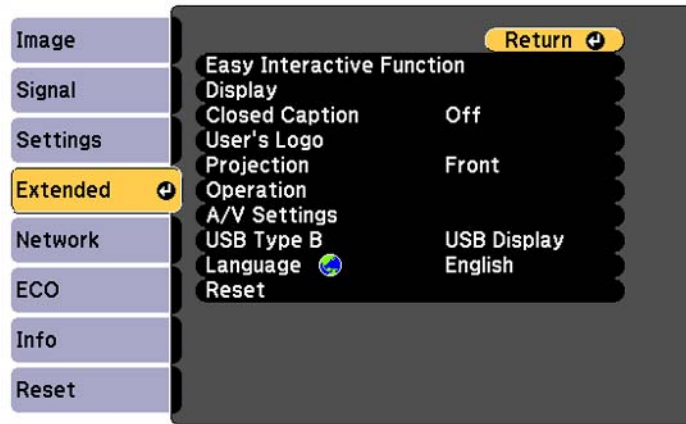 Image
Signal
Settings
Extended
Network
ECO
Info
Reset
Return
Easy Interactive Function
Display
Closed Caption Off
User's Logo
Projection Front
Operation
A/V Settings
USB Type B USB Display
Language English
Reset